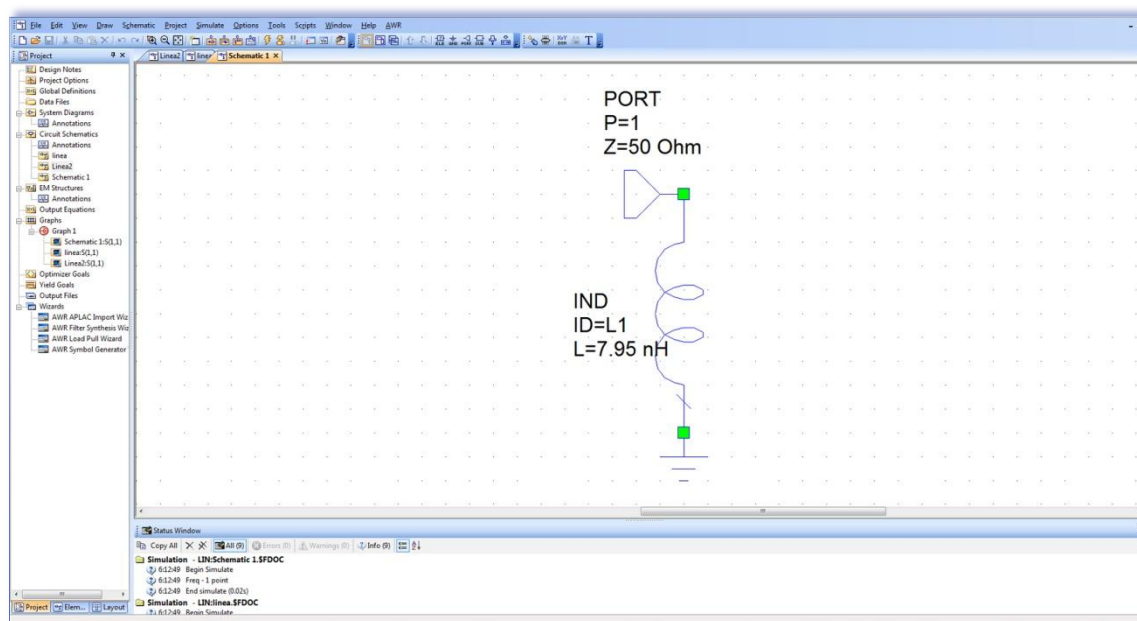 File Edit View Draw Schematic Project Simulate Options Tools Scripts Window Help AWR
Project
Linea2 linea Schematic 1
Design Notes
Project Options
Global Definitions
Data Files
System Diagrams
Annotations
Circuit Schematics
Annotations
linea
Linea2
Schematic 1
EM Structures
Annotations
Output Equations
Graphs
Graph 1
Schematic 1:S(1,1)
linea:S(1,1)
Linea2:S(1,1)
Optimizer Goals
Yield Goals
Output Files
Wizards
AWR APLAC Import Wiz
AWR Filter Synthesis Wiz
AWR Load Pull Wizard
AWR Symbol Generator
Project Elem... Layout
PORT
P=1
Z=50 Ohm
IND
ID=L1
L=7.95 nH
Status Window
Copy All All (9) Errors (0) Warnings (0) Info (9)
Simulation - LIN:Schematic 1.$FDOC
6:12:49 Begin Simulate
6:12:49 Freq - 1 point
6:12:49 End simulate (0.02s)
Simulation - LIN:linea.$FDOC
6:12:49 Begin Simulate